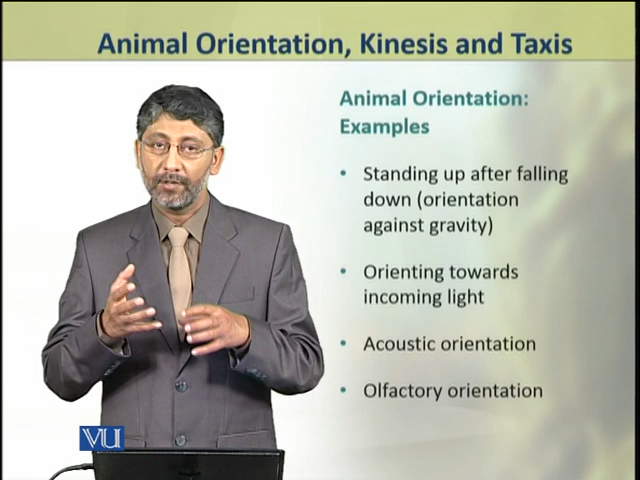 Animal Orientation, Kinesis and Taxis
Animal Orientation:
Examples
• Standing up after falling
down (orientation
against gravity)
• Orienting towards
incoming light
• Acoustic orientation
• Olfactory orientation
VU